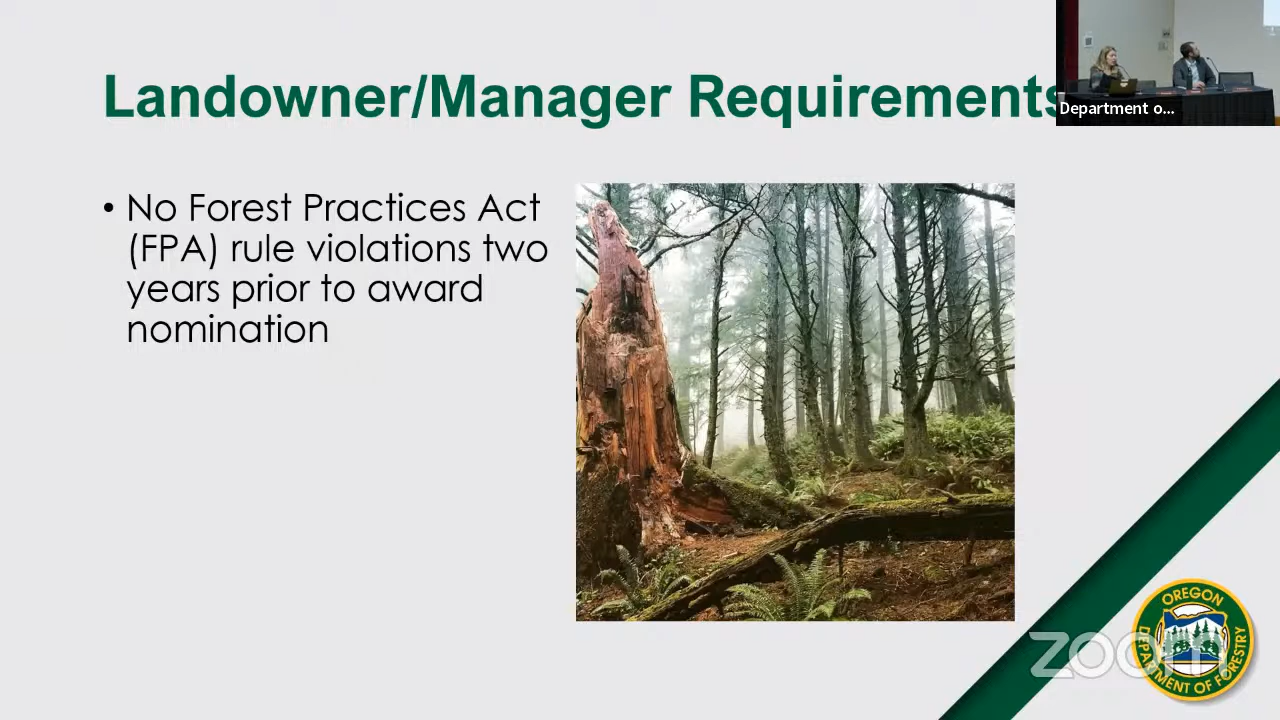 Landowner/Manager Requirements
Department o...
• No Forest Practices Act
(FPA) rule violations two
years prior to award
nomination
zoom
OREGON
DEPARTMENT OF FORESTRY